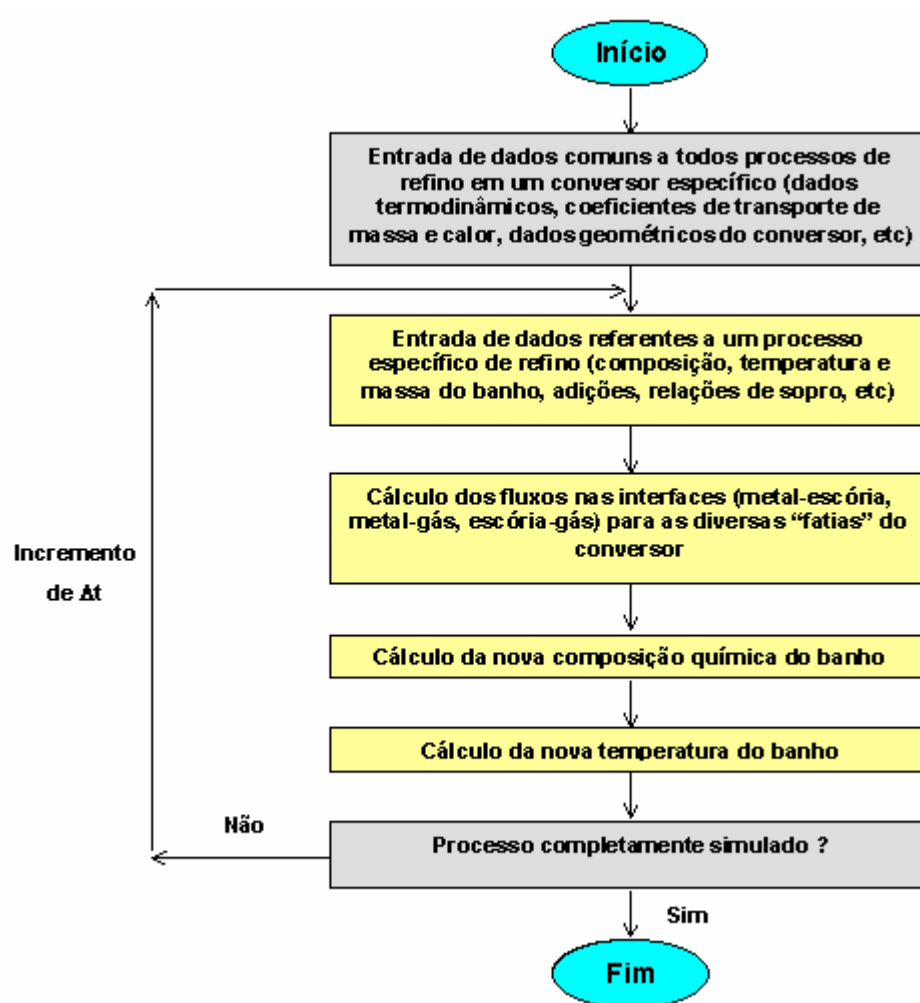 Início
Entrada de dados comuns a todos processos de
refino em um conversor específico (dados
termodinâmicos, coeficientes de transporte de
massa e calor, dados geométricos do conversor, etc)
Entrada de dados referentes a um processo
específico de refino (composição, temperatura e
massa do banho, adições, relações de sopro, etc)
Cálculo dos fluxos nas interfaces (metal-escória,
metal-gás, escória-gás) para as diversas “fatias” do
conversor
Incremento
de Δt
Cálculo da nova composição química do banho
Cálculo da nova temperatura do banho
Não
Processo completamente simulado ?
Sim
Fim